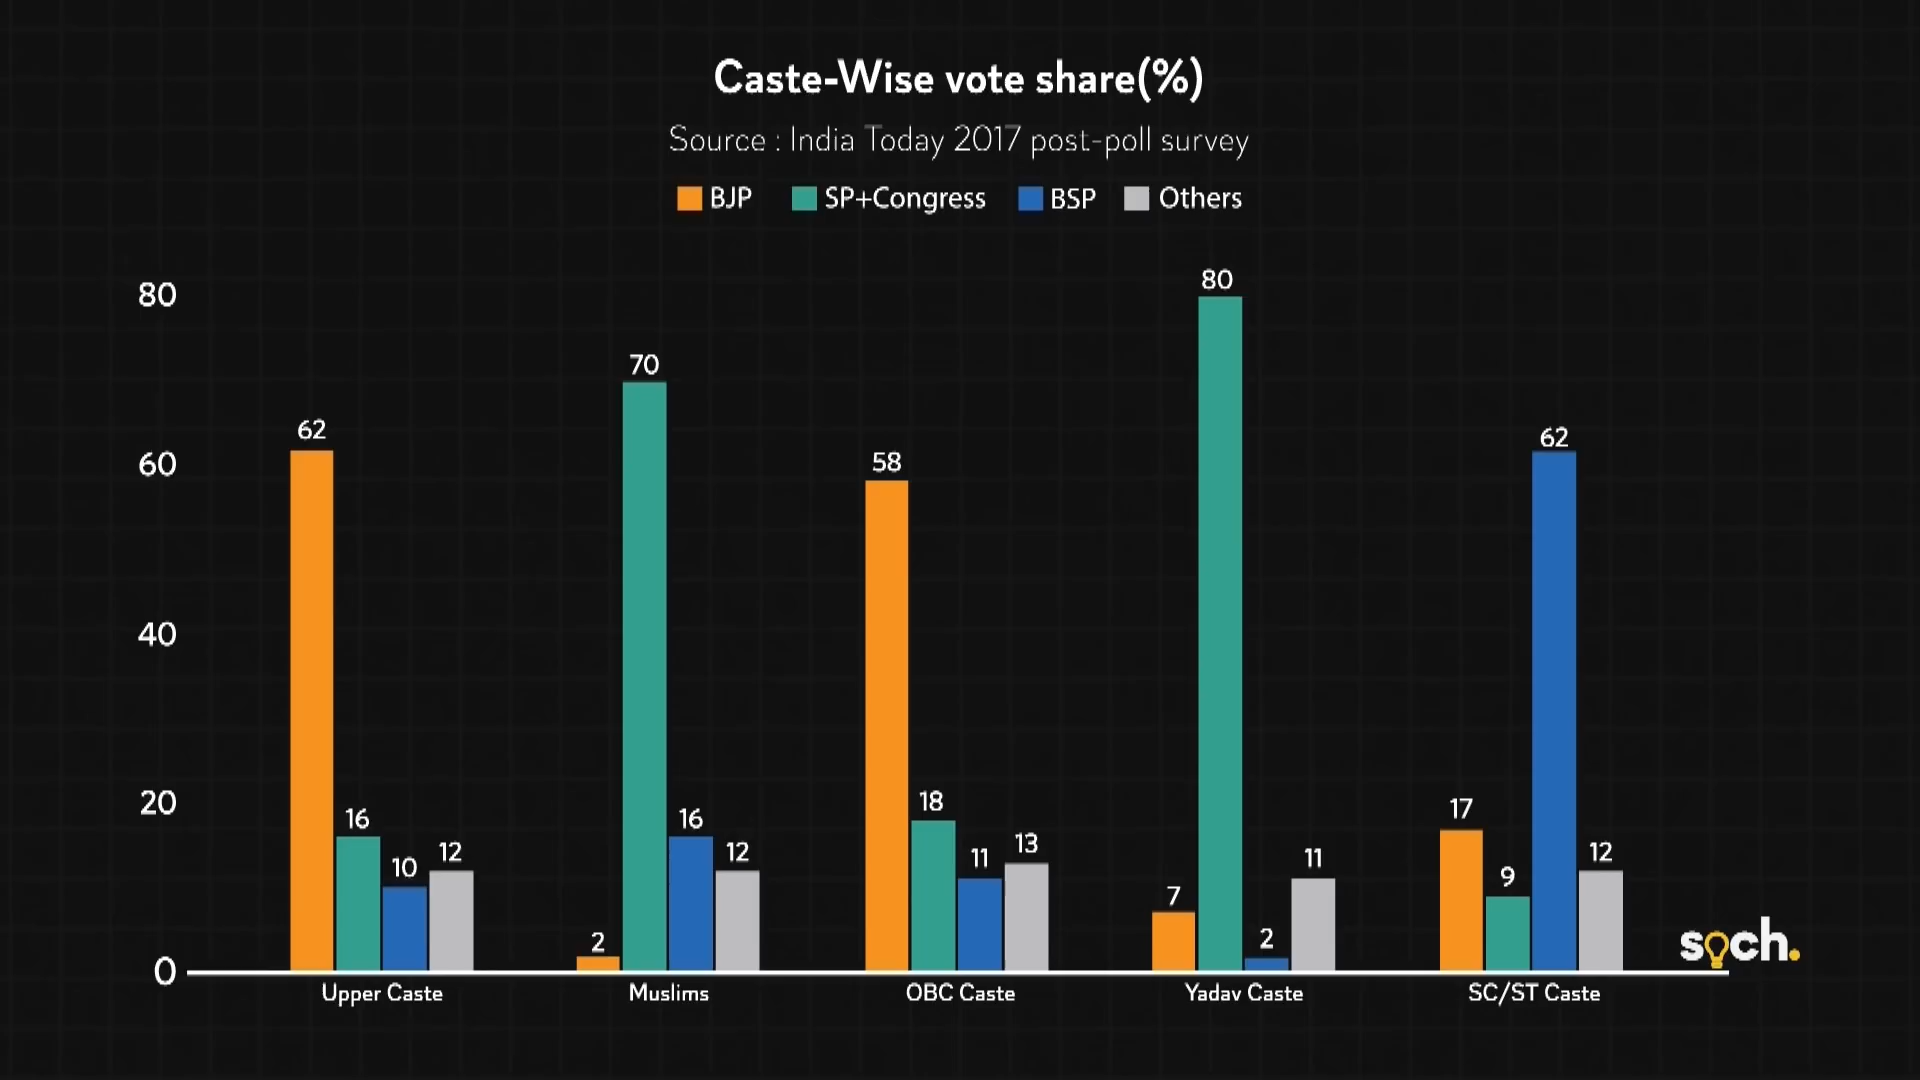 Caste-Wise vote share(%)
Source : India Today 2017 post-poll survey
BJP SP+Congress BSP Others
80
60
40
20
0
62 16 10 12
2 70 16 12
58 18 11 13
7 80 2 11
17 9 62 12
Upper Caste Muslims OBC Caste Yadav Caste SC/ST Caste
soch.